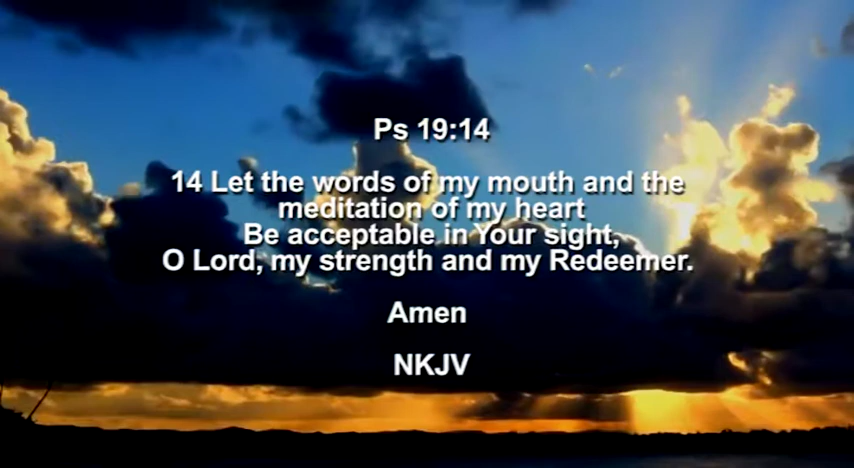 Ps 19:14
14 Let the words of my mouth and the
meditation of my heart
Be acceptable in Your sight,
O Lord, my strength and my Redeemer.
Amen
NKJV